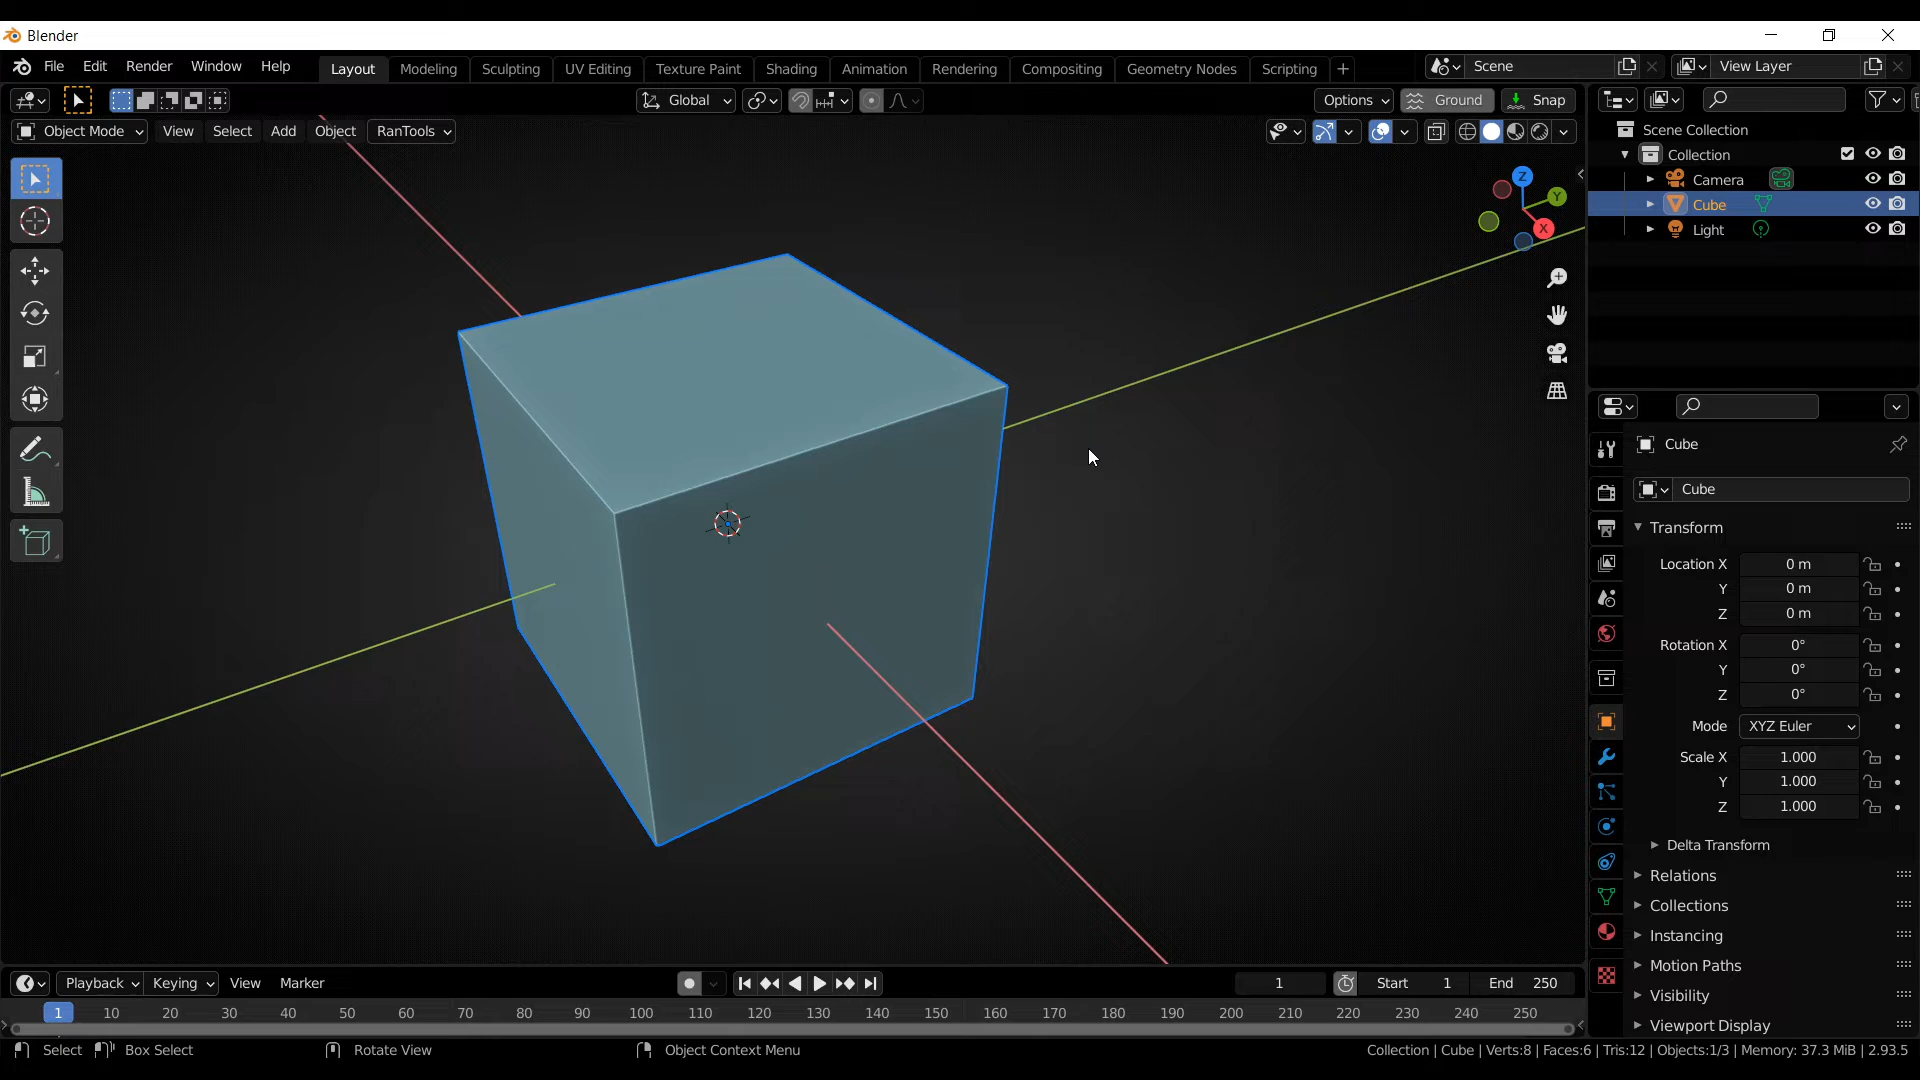 Blender
File Edit Render Window Help Layout Modeling Sculpting UV Editing Texture Paint Shading Animation Rendering Compositing Geometry Nodes Scripting + Scene View Layer
Global Options Ground Snap
Object Mode View Select Add Object RanTools
Scene Collection
Collection
Camera
Cube
Light
Z
Y
X
Cube
Cube
Transform
Location X 0 m
Y 0 m
Z 0 m
Rotation X 0°
Y 0°
Z 0°
Mode XYZ Euler
Scale X 1.000
Y 1.000
Z 1.000
Delta Transform
Relations
Collections
Instancing
Motion Paths
Visibility
Viewport Display
Playback Keying View Marker 1 Start 1 End 250
1 10 20 30 40 50 60 70 80 90 100 110 120 130 140 150 160 170 180 190 200 210 220 230 240 250
Select Box Select Rotate View Object Context Menu Collection | Cube | Verts:8 | Faces:6 | Tris:12 | Objects:1/3 | Memory: 37.3 MiB | 2.93.5